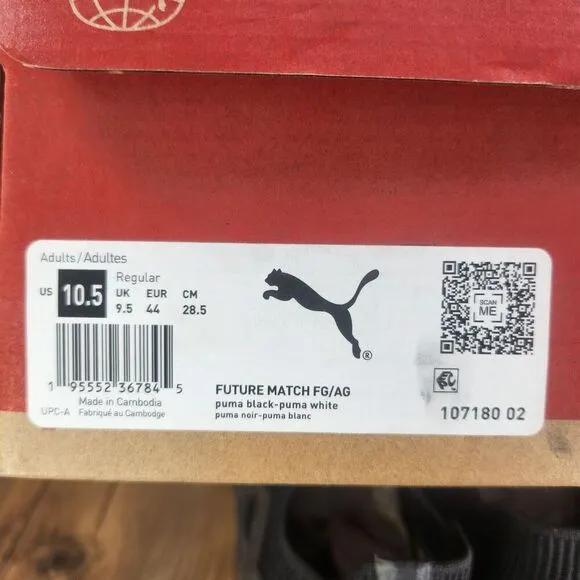 Adults/Adultes
Regular
US 10.5 UK EUR CM
9.5 44 28.5
1 95552 36784 5
Made in Cambodia
UPC-A Fabriqué au Cambodge
®
FUTURE MATCH FG/AG
puma black-puma white
puma noir-puma blanc
SCAN
ME
107180 02